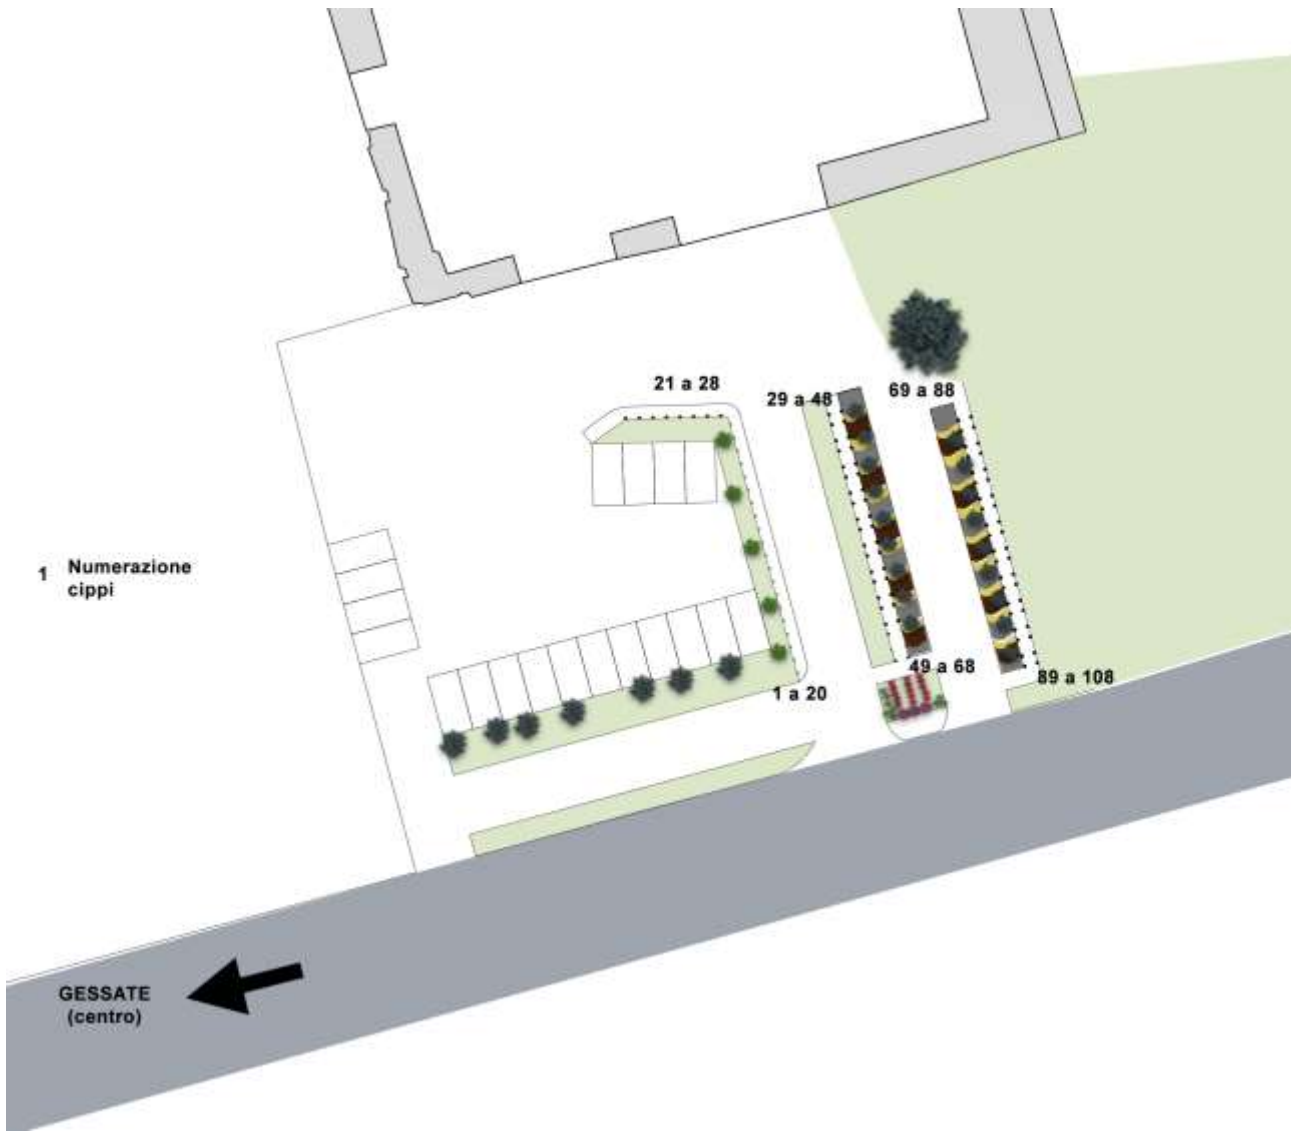 21 a 28
29 a 48
69 a 88
1 Numerazione
cippi
49 a 68
89 a 108
1 a 20
GESSATE
(centro)